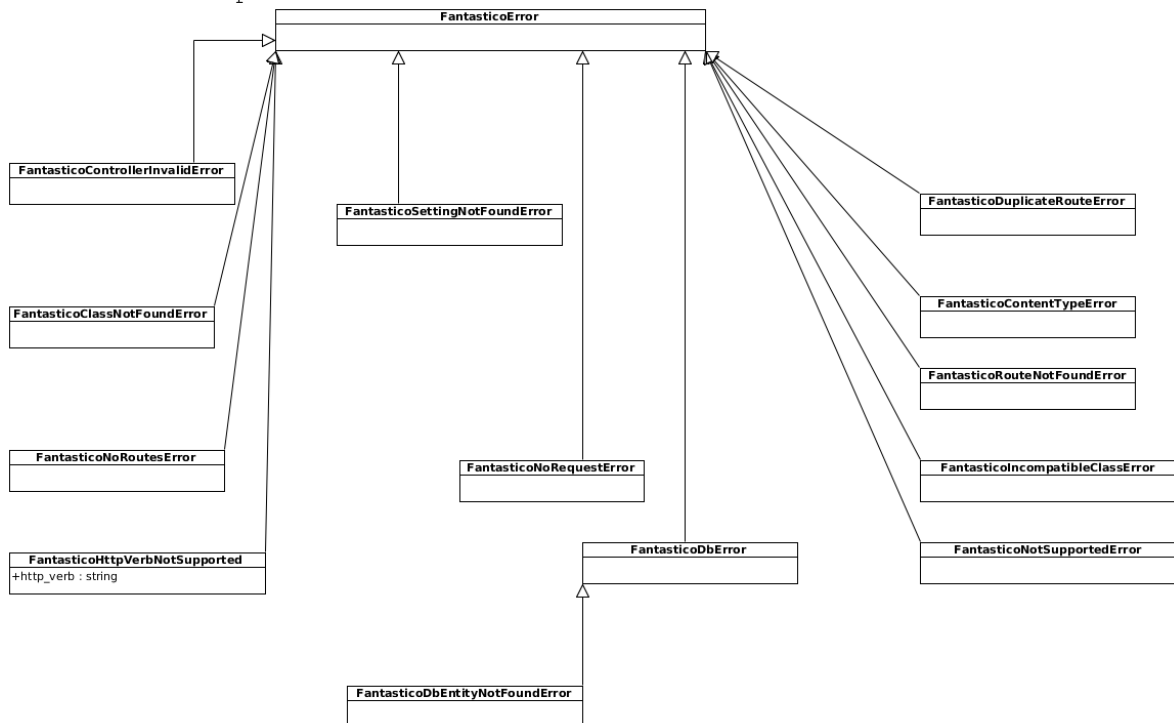 FantasticoError
FantasticoControllerInvalidError
FantasticoSettingNotFoundError
FantasticoDuplicateRouteError
FantasticoClassNotFoundError
FantasticoContentTypeError
FantasticoRouteNotFoundError
FantasticoNoRoutesError
FantasticoNoRequestError
FantasticoIncompatibleClassError
FantasticoHttpVerbNotSupported
+http_verb : string
FantasticoDbError
FantasticoNotSupportedError
FantasticoDbEntityNotFoundError